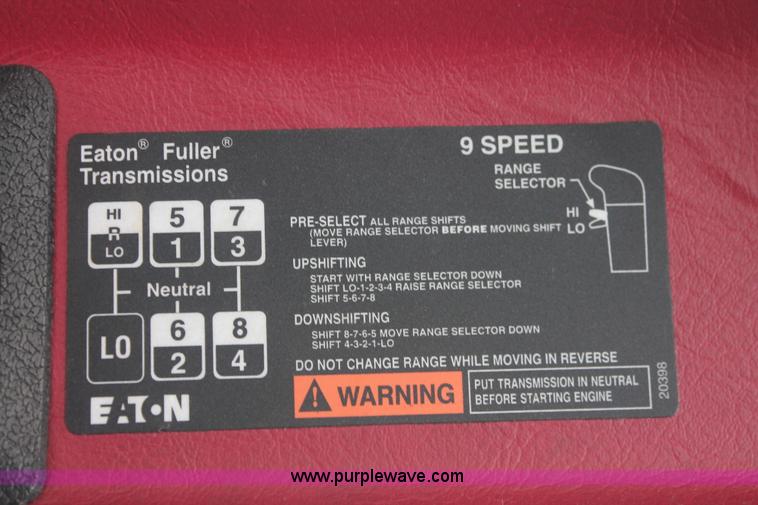 Eaton® Fuller®
Transmissions
9 SPEED
RANGE
SELECTOR
HI
LO
HI
R
LO
5
1
7
3
Neutral
LO
6
2
8
4
EATON
PRE-SELECT ALL RANGE SHIFTS
(MOVE RANGE SELECTOR BEFORE MOVING SHIFT
LEVER)
UPSHIFTING
START WITH RANGE SELECTOR DOWN
SHIFT LO-1-2-3-4 RAISE RANGE SELECTOR
SHIFT 5-6-7-8
DOWNSHIFTING
SHIFT 8-7-6-5 MOVE RANGE SELECTOR DOWN
SHIFT 4-3-2-1-LO
DO NOT CHANGE RANGE WHILE MOVING IN REVERSE
WARNING
PUT TRANSMISSION IN NEUTRAL
BEFORE STARTING ENGINE
20398
www.purplewave.com